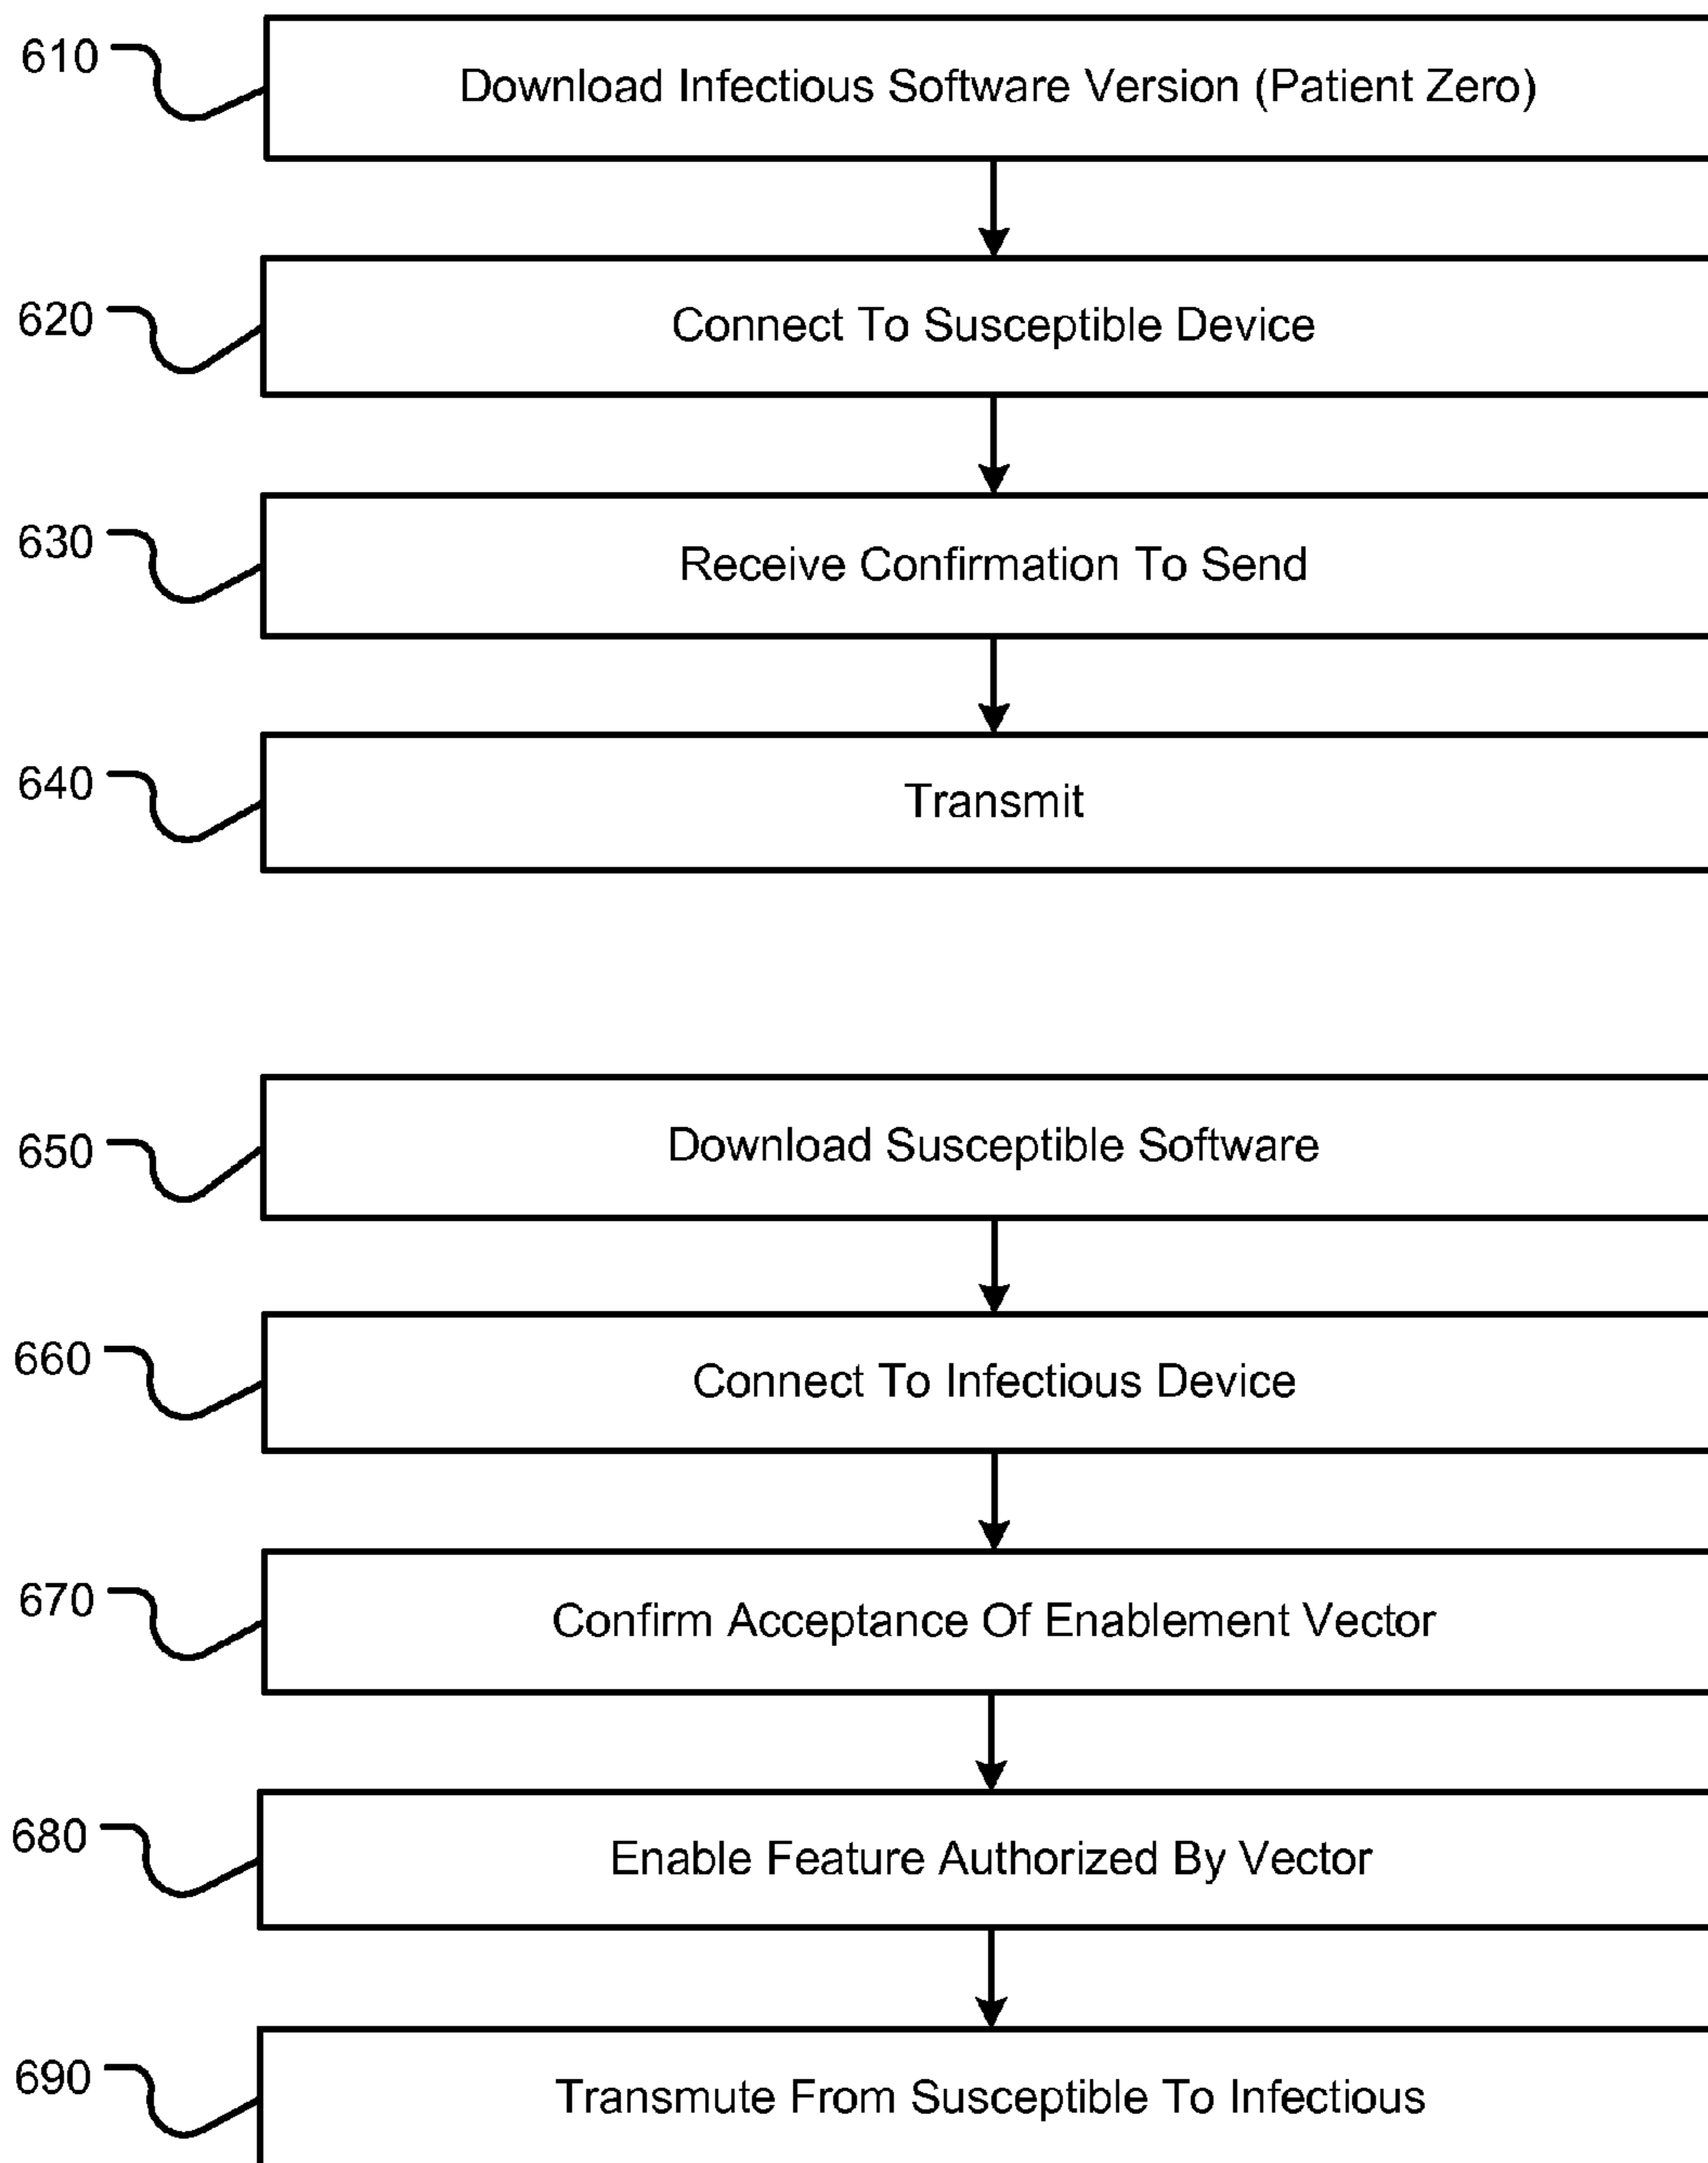 610 Download Infectious Software Version (Patient Zero)
620 Connect To Susceptible Device
630 Receive Confirmation To Send
640 Transmit
650 Download Susceptible Software
660 Connect To Infectious Device
670 Confirm Acceptance Of Enablement Vector
680 Enable Feature Authorized By Vector
690 Transmute From Susceptible To Infectious